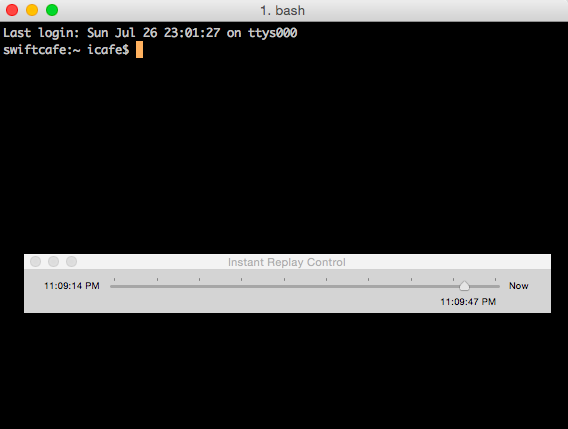 1. bash
Last login: Sun Jul 26 23:01:27 on ttys000
swiftcafe:~ icafe$
Instant Replay Control
11:09:14 PM
Now
11:09:47 PM